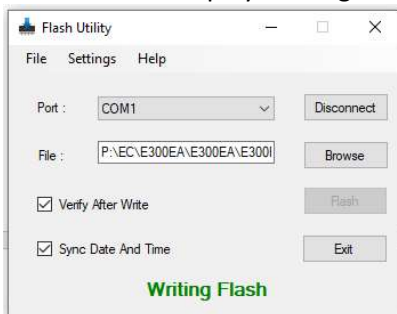 Flash Utility
File Settings Help
Port : COM1 Disconnect
File : P:\EC\E300EA\E300EA\E300 Browse
Verify After Write Flash
Sync Date And Time Exit
Writing Flash